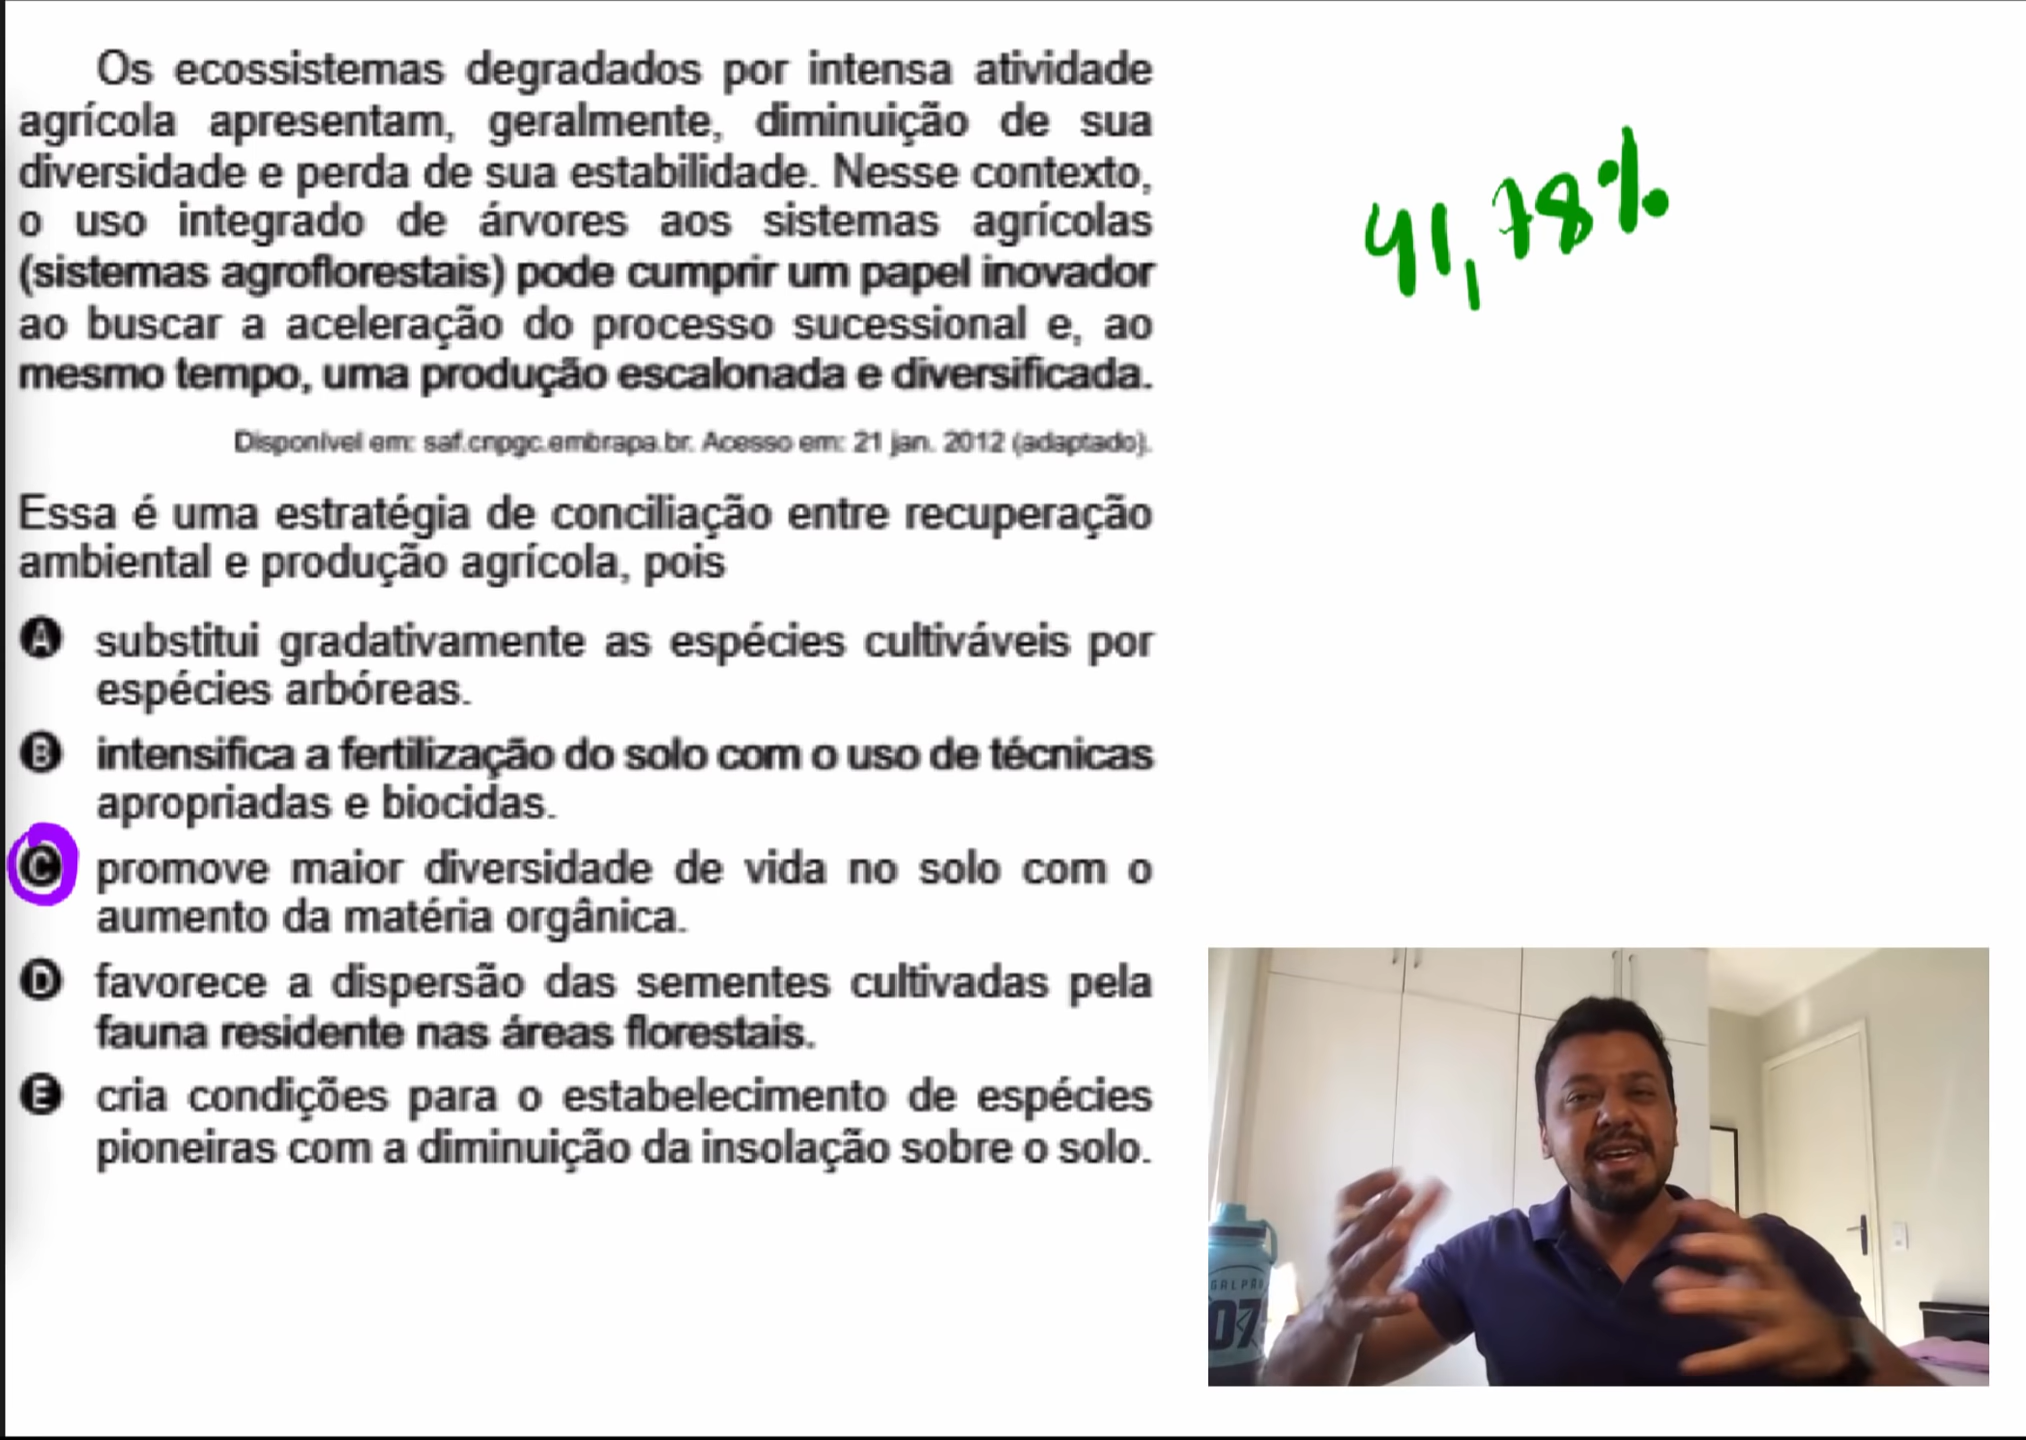 Os ecossistemas degradados por intensa atividade
agrícola apresentam, geralmente, diminuição de sua
diversidade e perda de sua estabilidade. Nesse contexto,
o uso integrado de árvores aos sistemas agrícolas
(sistemas agroflorestais) pode cumprir um papel inovador
ao buscar a aceleração do processo sucessional e, ao
mesmo tempo, uma produção escalonada e diversificada.
Disponível em: saf.cnpgc.embrapa.br. Acesso em: 21 jan. 2012 (adaptado).
Essa é uma estratégia de conciliação entre recuperação
ambiental e produção agrícola, pois
A substitui gradativamente as espécies cultiváveis por
espécies arbóreas.
B intensifica a fertilização do solo com o uso de técnicas
apropriadas e biocidas.
C promove maior diversidade de vida no solo com o
aumento da matéria orgânica.
D favorece a dispersão das sementes cultivadas pela
fauna residente nas áreas florestais.
E cria condições para o estabelecimento de espécies
pioneiras com a diminuição da insolação sobre o solo.
41,78%
07